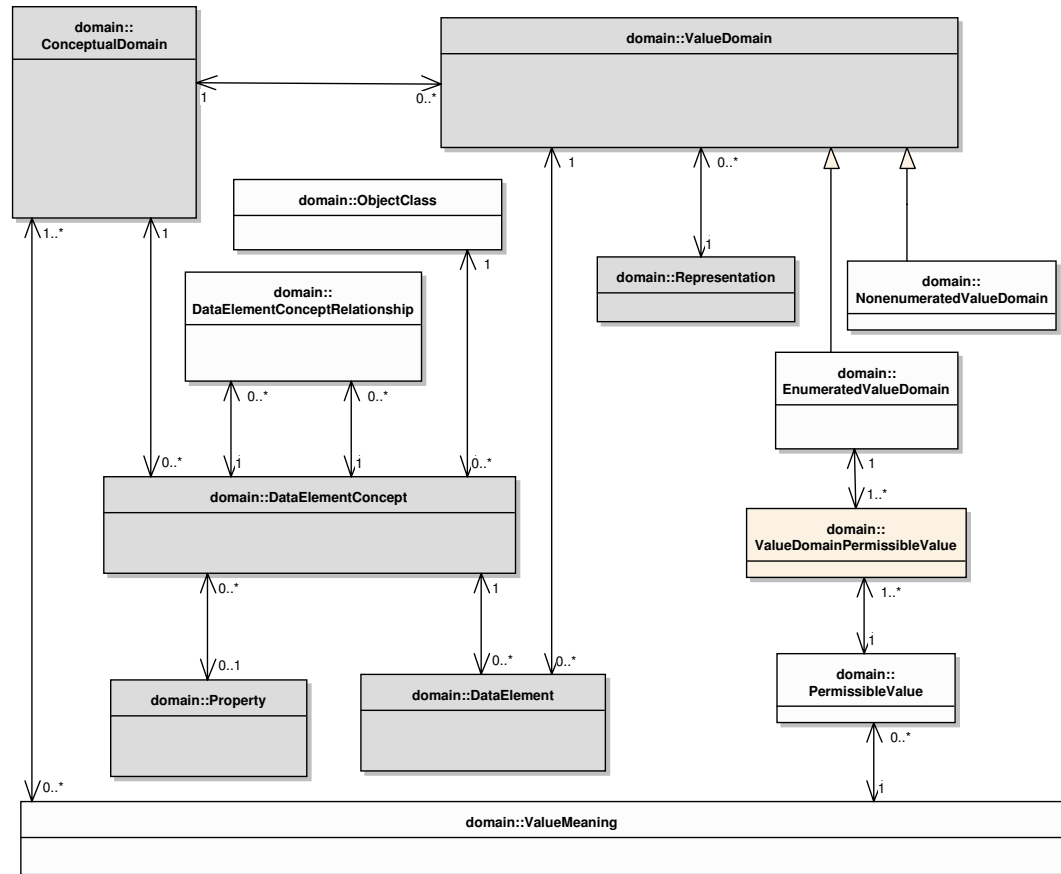 domain::
ConceptualDomain
domain::ValueDomain
1
0..*
1..*
1
domain::ObjectClass
1
1
0..*
domain::
DataElementConceptRelationship
domain::Representation
1
domain::
NonenumeratedValueDomain
0..*
0..*
domain::
EnumeratedValueDomain
0..*
1
1
0..*
1
1..*
domain::DataElementConcept
domain::
ValueDomainPermissibleValue
0..*
1
1..*
0..1
0..*
0..*
1
domain::Property
domain::DataElement
domain::
PermissibleValue
0..*
0..*
1
domain::ValueMeaning